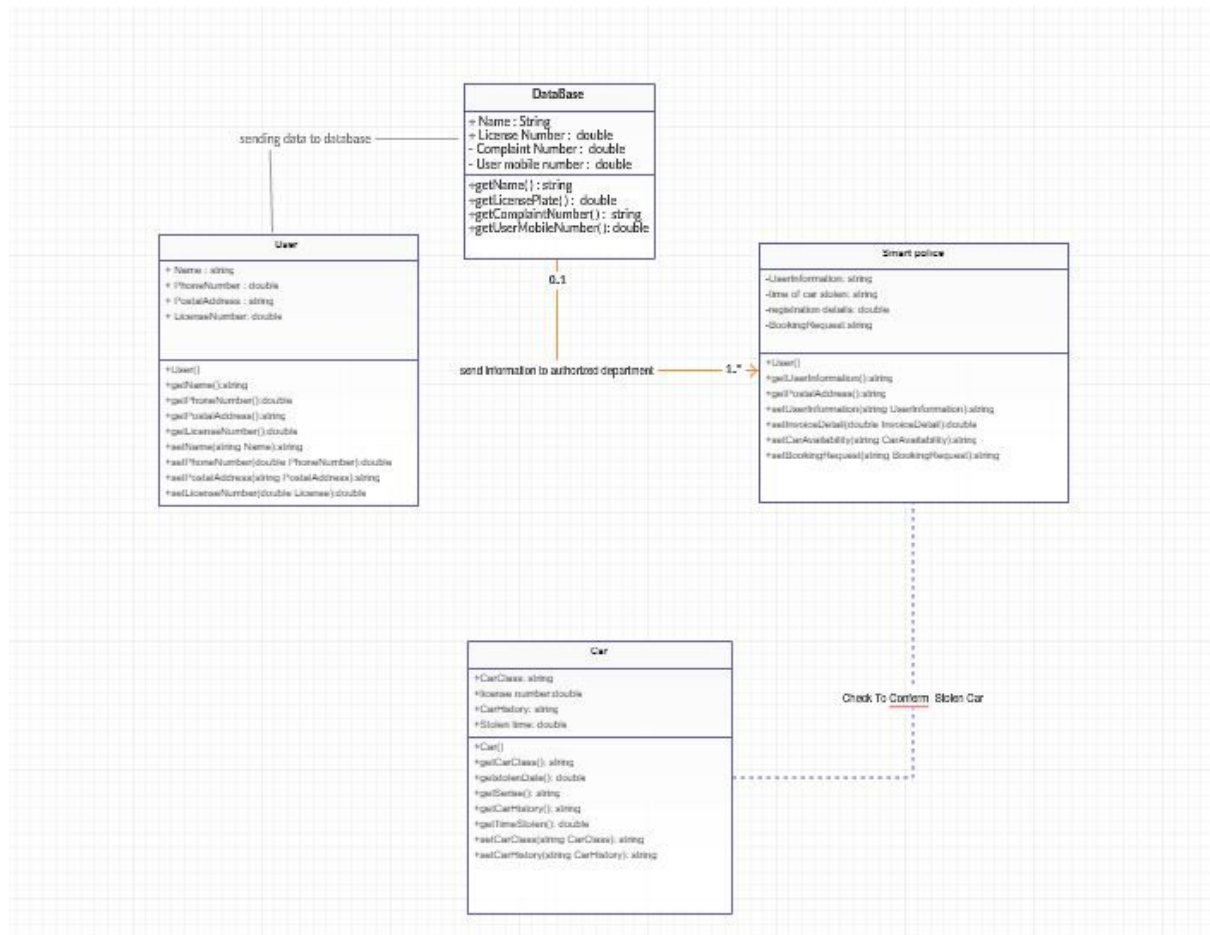 DataBase
+ Name : String
+ License Number : double
- Complaint Number : double
- User mobile number : double
+getName() : string
+getLicensePlate() : double
+getComplaintNumber() : string
+getUserMobileNumber(): double
sending data to database
User
+ Name : string
+ PhoneNumber : double
+ PostalAddress : string
+ LicenseNumber: double
+User()
+getName():string
+getPhoneNumber():double
+getPostalAddress():string
+getLicenseNumber():double
+setName(string Name):string
+setPhoneNumber(double PhoneNumber):double
+setPostalAddress(string PostalAddress):string
+setLicenseNumber(double License):double
0..1
send information to authorized department
1..*
Smart police
-UserInformation: string
-time of car stolen: string
-registration details: double
-BookingRequest:string
+User()
+getUserInformation():string
+getPostalAddress():string
+setUserInformation(string UserInformation):string
+setInvoiceDetail(double InvoiceDetail):double
+setCarAvailability(string CarAvailability):string
+setBookingRequest(string BookingRequest):string
Check To Conferm Stolen Car
Car
+CarClass: string
+license number:double
+CarHistory: string
+Stolen time: double
+Car()
+getCarClass(): string
+getstolenDate(): double
+getSeries(): string
+getCarHistory(): string
+getTimeStolen(): double
+setCarClass(string CarClass): string
+setCarHistory(string CarHistory): string